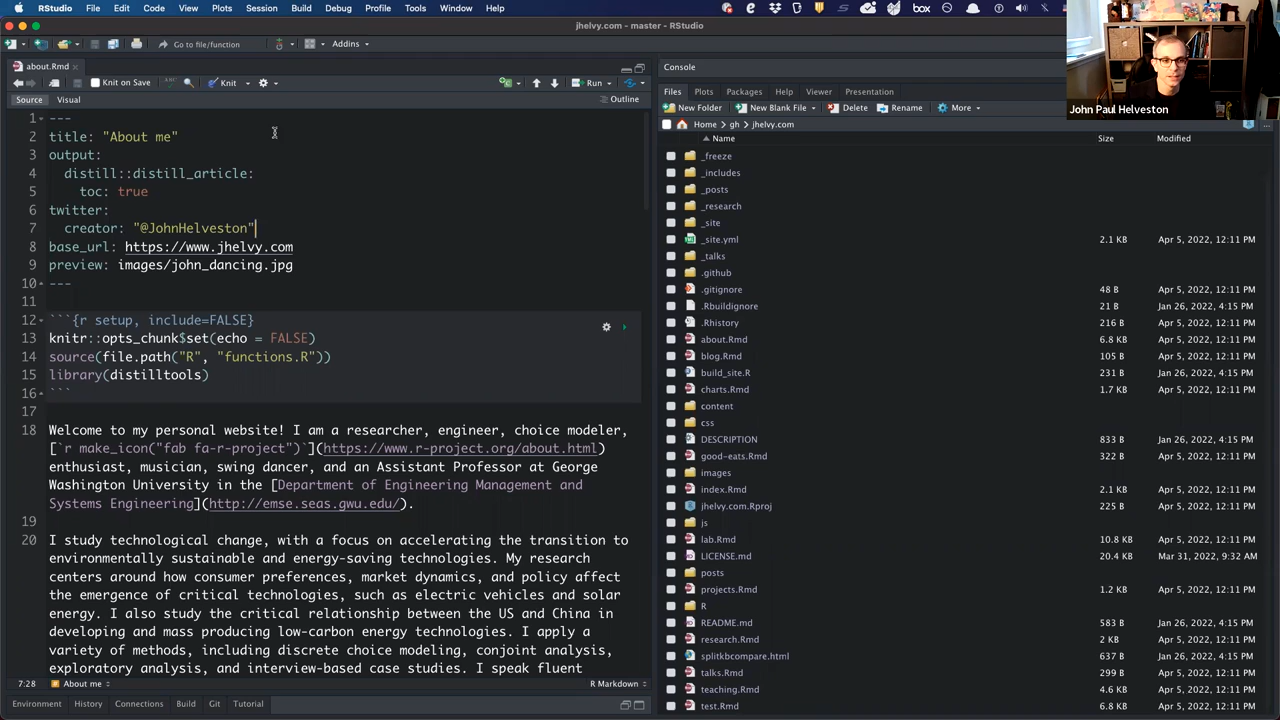 RStudio File Edit Code View Plots Session Build Debug Profile Tools Window Help
box
jhelvy.com - master - RStudio
Go to file/function
Addins
about.Rmd
Knit on Save
Knit
Run
Source Visual
Outline
1 ---
2 title: "About me"
3 output:
4 distill::distill_article:
5 toc: true
6 twitter:
7 creator: "@JohnHelveston"
8 base_url: https://www.jhelvy.com
9 preview: images/john_dancing.jpg
10 ---
11
12 ```{r setup, include=FALSE}
13 knitr::opts_chunk$set(echo = FALSE)
14 source(file.path("R", "functions.R"))
15 library(distilltools)
16 ```
17
18 Welcome to my personal website! I am a researcher, engineer, choice modeler,
[`r make_icon("fab fa-r-project")`](https://www.r-project.org/about.html)
enthusiast, musician, swing dancer, and an Assistant Professor at George
Washington University in the [Department of Engineering Management and
Systems Engineering](http://emse.seas.gwu.edu/).
19
20 I study technological change, with a focus on accelerating the transition to
environmentally sustainable and energy-saving technologies. My research
centers around how consumer preferences, market dynamics, and policy affect
the emergence of critical technologies, such as electric vehicles and solar
energy. I also study the critical relationship between the US and China in
developing and mass producing low-carbon energy technologies. I apply a
variety of methods, including discrete choice modeling, conjoint analysis,
exploratory analysis, and interview-based case studies. I speak fluent
7:28 About me
R Markdown
Environment History Connections Build Git Tutorial
Console
Files Plots Packages Help Viewer Presentation
New Folder New Blank File Delete Rename More
Home gh jhelvy.com
Name Size Modified
_freeze
_includes
_posts
_research
_site
_site.yml 2.1 KB Apr 5, 2022, 12:11 PM
_talks
.github
.gitignore 48 B Apr 5, 2022, 12:11 PM
.Rbuildignore 21 B Jan 26, 2022, 4:15 PM
.Rhistory 216 B Apr 5, 2022, 12:11 PM
about.Rmd 6.8 KB Apr 5, 2022, 12:11 PM
blog.Rmd 105 B Apr 5, 2022, 12:11 PM
build_site.R 231 B Jan 26, 2022, 4:15 PM
charts.Rmd 1.7 KB Apr 5, 2022, 12:11 PM
content
css
DESCRIPTION 833 B Jan 26, 2022, 4:15 PM
good-eats.Rmd 322 B Apr 5, 2022, 12:11 PM
images
index.Rmd 2.1 KB Apr 5, 2022, 12:11 PM
jhelvy.com.Rproj 225 B Apr 5, 2022, 12:11 PM
js
lab.Rmd 10.8 KB Apr 5, 2022, 12:11 PM
LICENSE.md 20.4 KB Mar 31, 2022, 9:32 AM
posts
projects.Rmd 1.2 KB Apr 5, 2022, 12:11 PM
R
README.md 583 B Jan 26, 2022, 4:15 PM
research.Rmd 2 KB Apr 5, 2022, 12:11 PM
splitkbcompare.html 637 B Jan 26, 2022, 4:15 PM
talks.Rmd 299 B Apr 5, 2022, 12:11 PM
teaching.Rmd 4.6 KB Apr 5, 2022, 12:11 PM
test.Rmd 6.8 KB Apr 5, 2022, 12:11 PM
John Paul Helveston